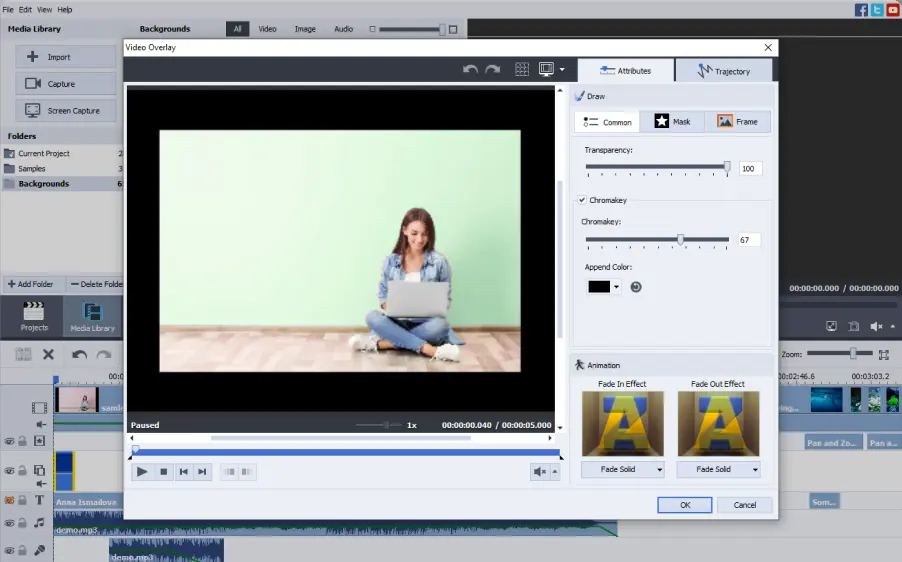 File Edit View Help
Media Library
Backgrounds
All
Video
Image
Audio
Import
Capture
Screen Capture
Folders
Current Project 2
Samples 3
Backgrounds 6
Add Folder
Delete Folde
Projects
Media Library
Video Overlay
Attributes
Trajectory
Draw
Common
Mask
Frame
Transparency:
100
Chromakey
Chromakey:
67
Append Color:
Paused
1x
00:00:00.040 / 00:00:05.000
Animation
Fade In Effect
Fade Out Effect
Fade Solid
Fade Solid
OK
Cancel
00:00:00.000 / 00:00:00.000
Zoom:
00:0
00:02:46.6
00:03:03.2
Pan and Zo...
Pan a...
T
Anna Ismailova
Som...
demo.mp3
demo.mp3